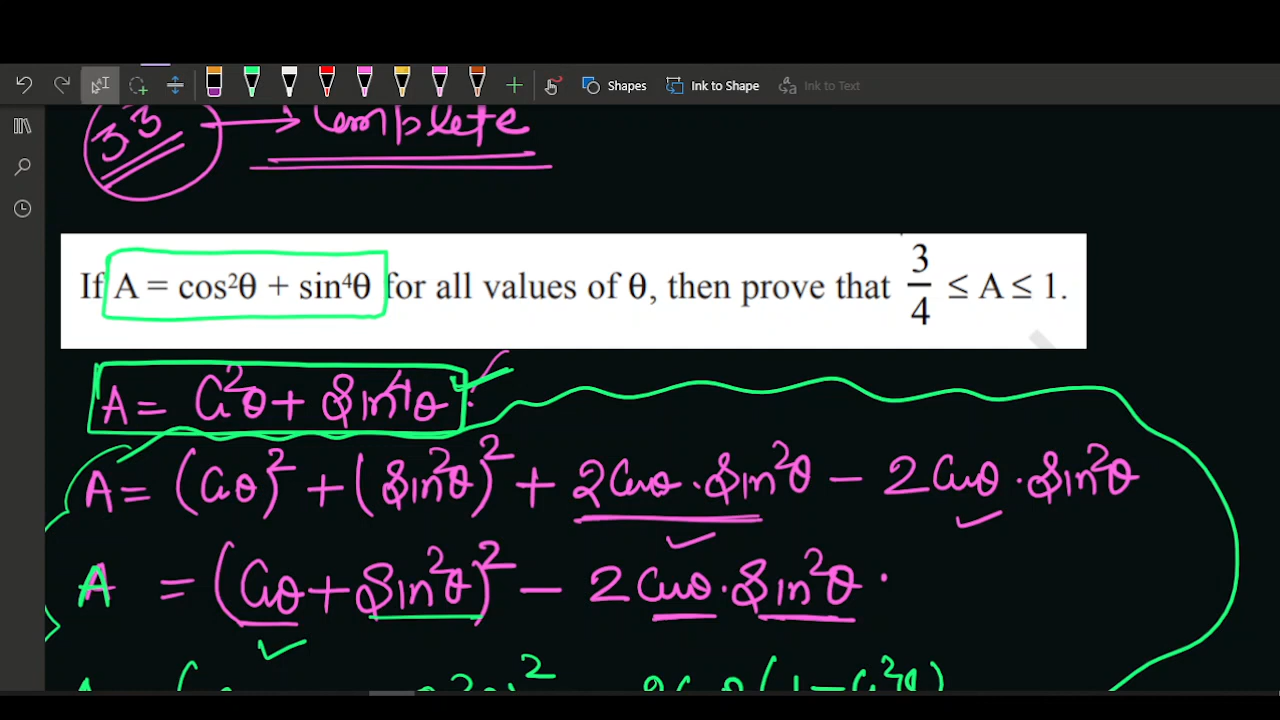 Shapes Ink to Shape Ink to Text
33 → Complete
If A = cos²θ + sin⁴θ for all values of θ, then prove that 3/4 ≤ A ≤ 1.
A = Cos²θ + Sin⁴θ
A = (Cosθ)² + (Sin²θ)² + 2Cosθ · Sin²θ − 2Cosθ · Sin²θ
A = (Cosθ + Sin²θ)² − 2Cosθ · Sin²θ